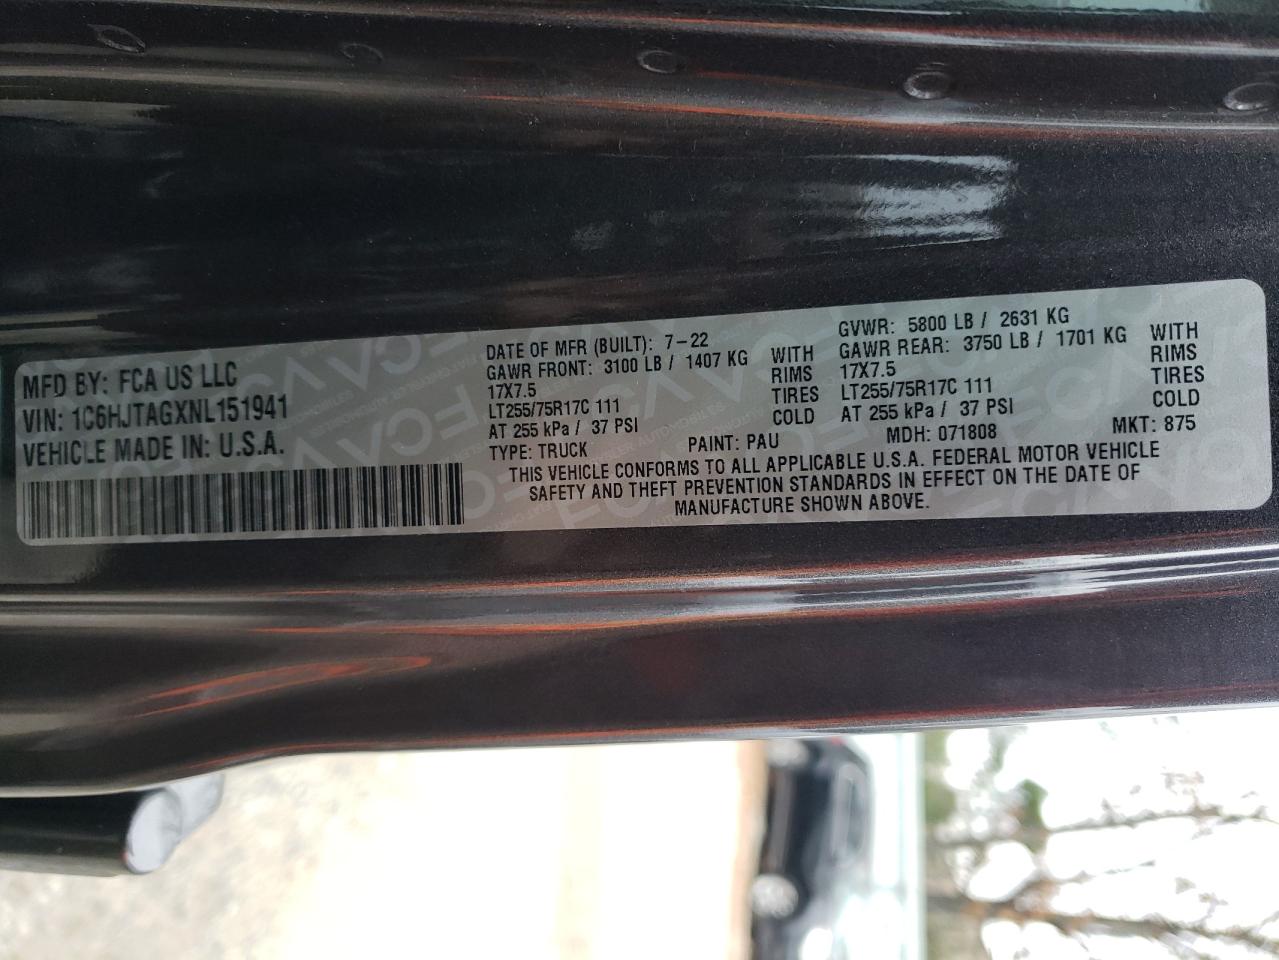 MFD BY: FCA US LLC
VIN: 1C6HJTAGXNL151941
VEHICLE MADE IN: U.S.A.
DATE OF MFR (BUILT): 7-22
GAWR FRONT: 3100 LB / 1407 KG WITH
17X7.5 RIMS
LT255/75R17C 111 TIRES
AT 255 kPa / 37 PSI COLD
GVWR: 5800 LB / 2631 KG
GAWR REAR: 3750 LB / 1701 KG WITH
17X7.5 RIMS
LT255/75R17C 111 TIRES
AT 255 kPa / 37 PSI COLD
TYPE: TRUCK PAINT: PAU MDH: 071808 MKT: 875
THIS VEHICLE CONFORMS TO ALL APPLICABLE U.S.A. FEDERAL MOTOR VEHICLE
SAFETY AND THEFT PREVENTION STANDARDS IN EFFECT ON THE DATE OF
MANUFACTURE SHOWN ABOVE.